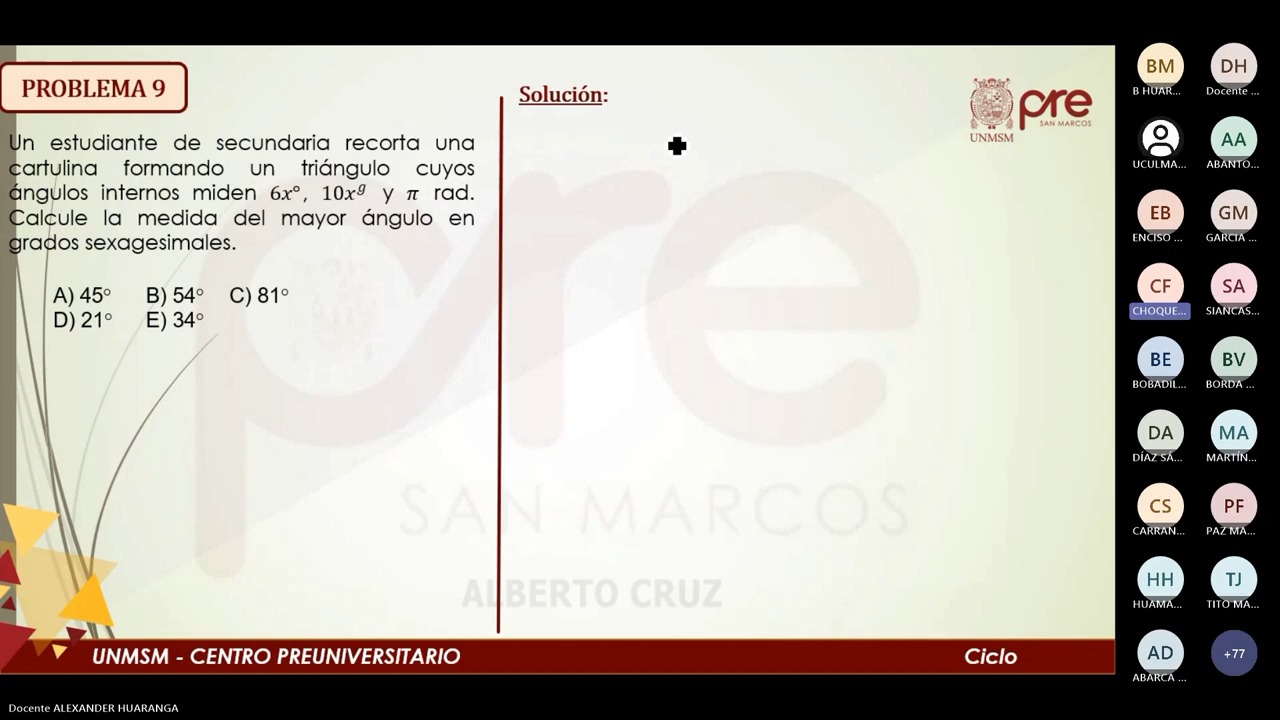 PROBLEMA 9
Un estudiante de secundaria recorta una
cartulina formando un triángulo cuyos
ángulos internos miden 6x°, 10x^g y π rad.
Calcule la medida del mayor ángulo en
grados sexagesimales.
A) 45° B) 54° C) 81°
D) 21° E) 34°
Solución:
UNMSM
pre
SAN MARCOS
pre
SAN MARCOS
ALBERTO CRUZ
UNMSM - CENTRO PREUNIVERSITARIO
Ciclo
Docente ALEXANDER HUARANGA
BM DH
B HUAR... Docente ...
AA
UCULMA... ABANTO...
EB GM
ENCISO ... GARCIA ...
CF SA
CHOQUE... SIANCAS...
BE BV
BOBADIL... BORDA ...
DA MA
DÍAZ SÁ... MARTÍN...
CS PF
CARRAN... PAZ MA...
HH TJ
HUAMA... TITO MA...
AD +77
ABARCA ...